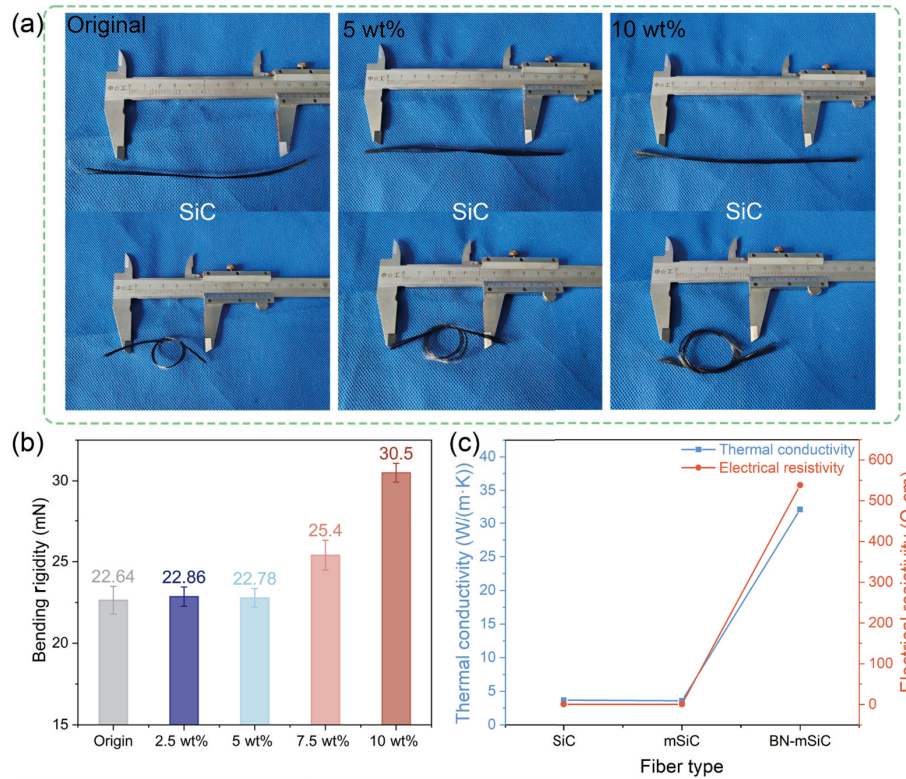 (a)
Original
5 wt%
10 wt%
SiC
SiC
SiC
(b)
Bending rigidity (mN)
30
25
20
15
22.64
22.86
22.78
25.4
30.5
Origin
2.5 wt%
5 wt%
7.5 wt%
10 wt%
(c)
Thermal conductivity
Electrical resistivity
Thermal conductivity (W/(m·K))
40
35
30
25
20
15
10
5
0
600
500
400
300
200
100
0
Electrical resistivity (Ω cm)
SiC
mSiC
BN-mSiC
Fiber type